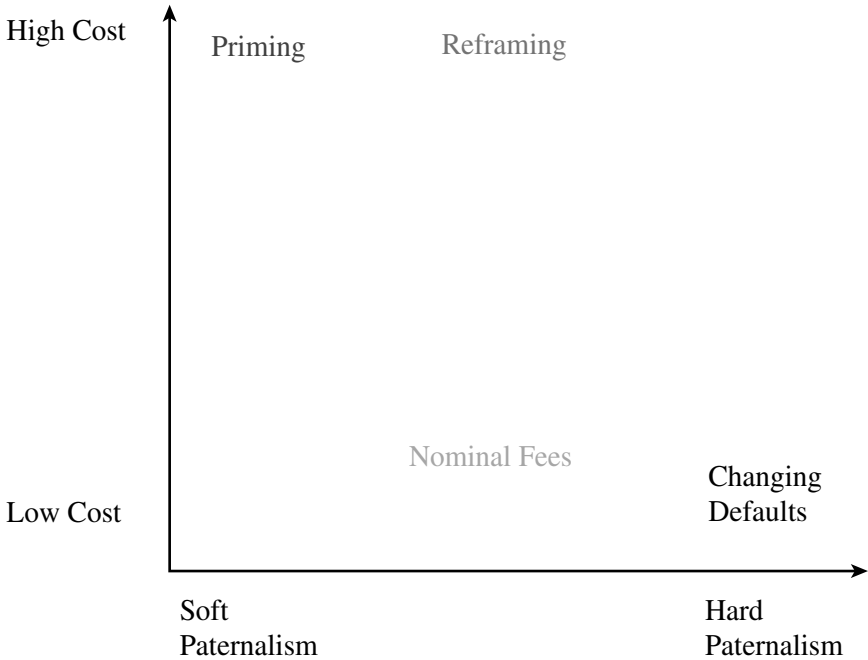 High Cost
Priming
Reframing
Nominal Fees
Changing
Defaults
Low Cost
Soft
Paternalism
Hard
Paternalism